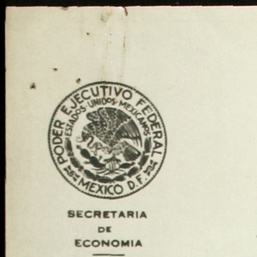 PODER EJECUTIVO FEDERAL
ESTADOS·UNIDOS·MEXICANOS
MEXICO D.F.
SECRETARIA
DE
ECONOMIA